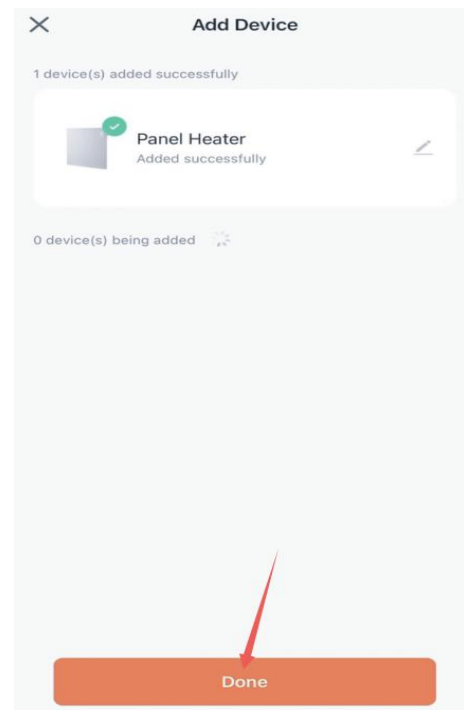 Add Device
1 device(s) added successfully
Panel Heater
Added successfully
0 device(s) being added
Done